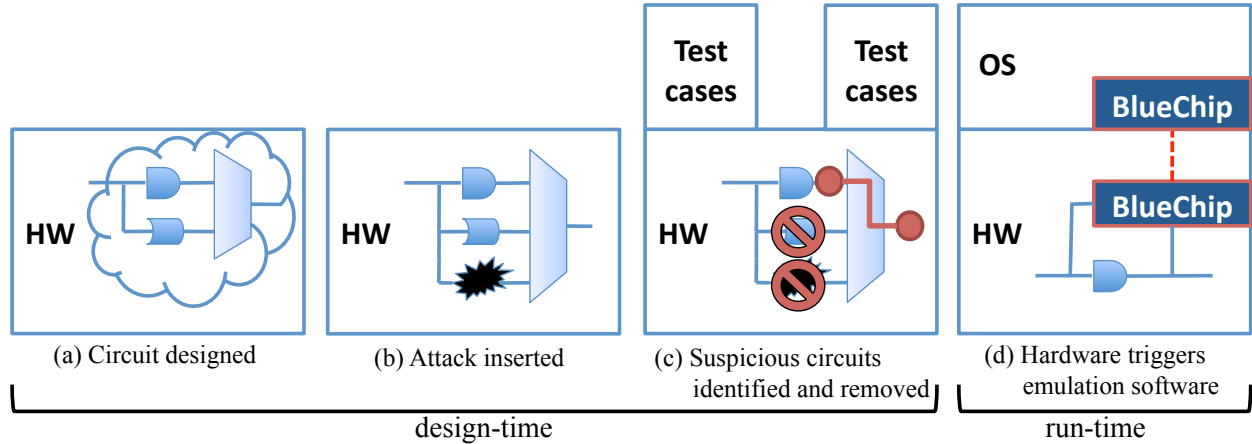 Test
cases
Test
cases
OS
BlueChip
BlueChip
HW
HW
HW
HW
(a) Circuit designed
(b) Attack inserted
(c) Suspicious circuits
identified and removed
(d) Hardware triggers
emulation software
design-time
run-time